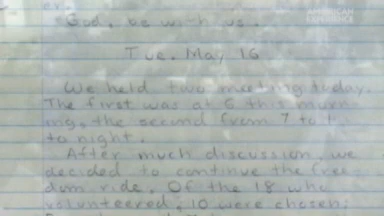 AMERICAN EXPERIENCE
God, be with us.
Tue. May 16
We held two meeting today.
The first was at 6 this morn-
ing, the second from 7 to
to night.
After much discussion, we
decided to continue the free-
dom ride. Of the 18 who
volunteered, 10 were chosen: